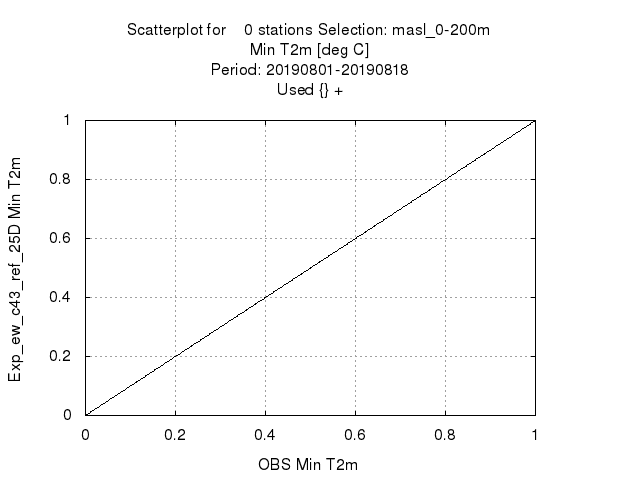 Scatterplot for    0 stations Selection: masl_0-200m
Min T2m [deg C]
Period: 20190801-20190818
Used {} +
1
0.8
0.6
0.4
0.2
0
Exp_ew_c43_ref_25D Min T2m
0 0.2 0.4 0.6 0.8 1
OBS Min T2m